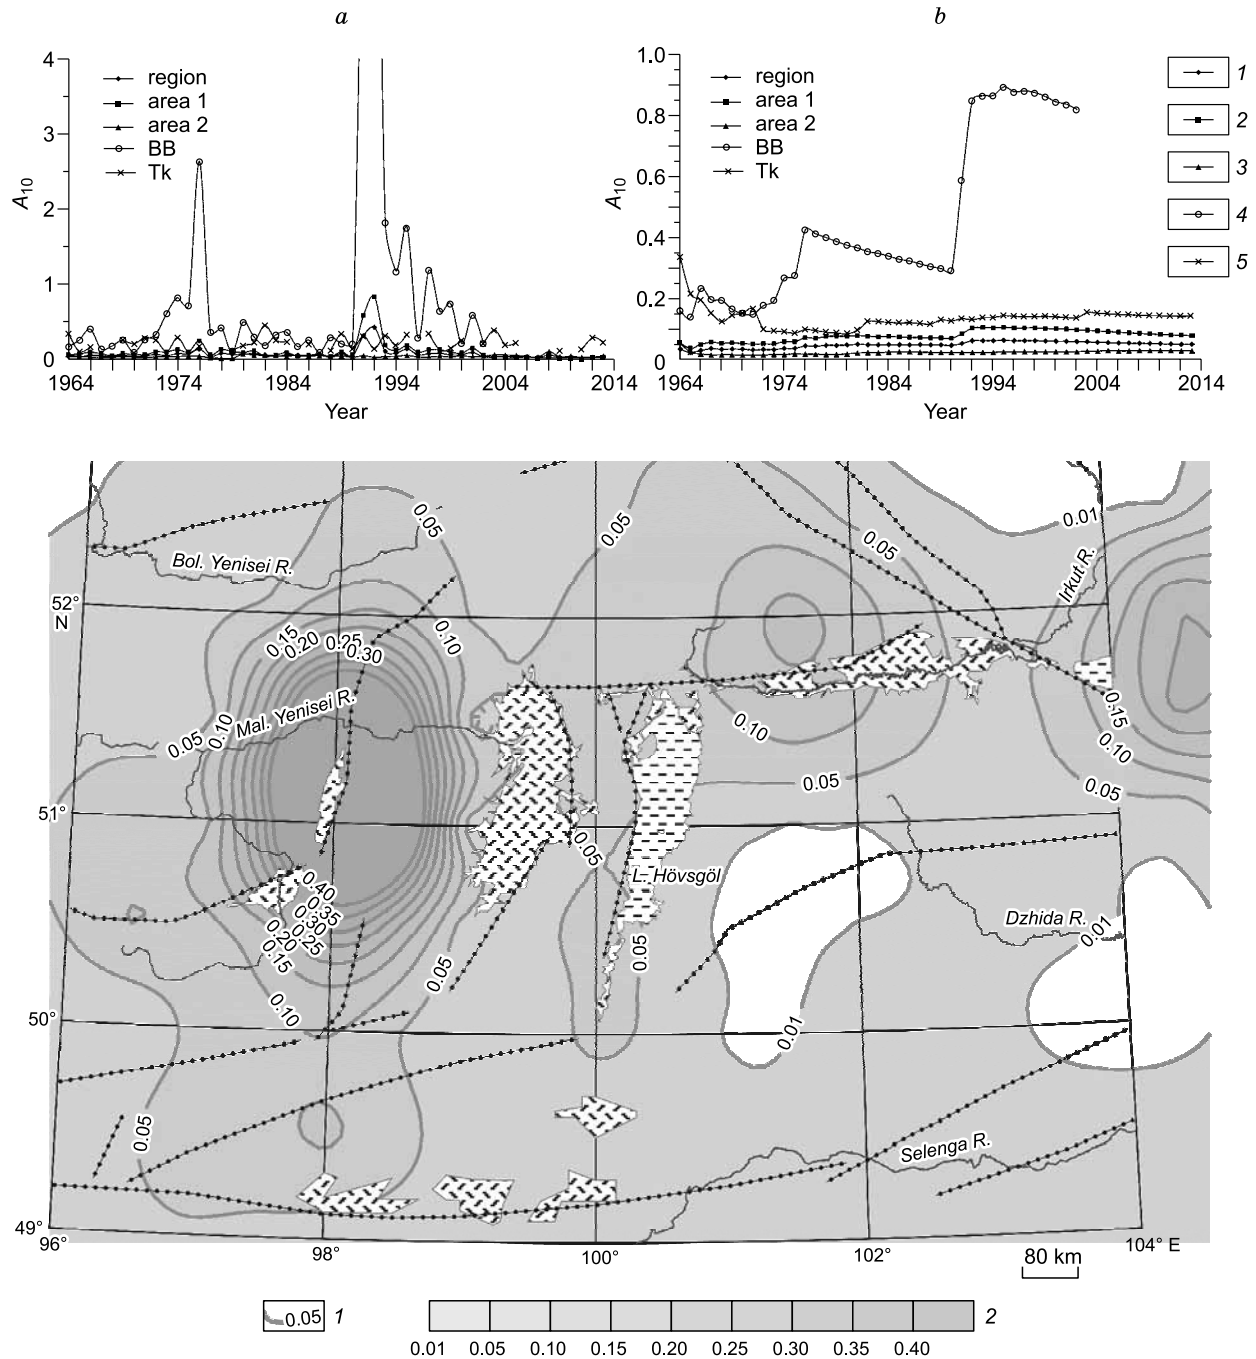 a
b
4
3
2
1
0
A10
region
area 1
area 2
BB
Tk
1964 1974 1984 1994 2004 2014
Year
1.0
0.8
0.6
0.4
0.2
0
A10
region
area 1
area 2
BB
Tk
1964 1974 1984 1994 2004 2014
Year
1
2
3
4
5
0.05
0.05
0.05
0.01
Bol. Yenisei R.
Irkut R.
52°
N
0.15
0.20
0.25
0.30
0.10
Mal. Yenisei R.
0.10
0.05
0.10
0.15
0.10
0.05
0.05
51°
0.05
L. Hövsgöl
0.40
0.35
0.30
0.25
0.20
0.15
0.10
0.05
0.05
Dzhida R.
0.01
0.01
50°
0.05
Selenga R.
49°
96°
98°
100°
102°
104° E
80 km
0.05
1
2
0.01 0.05 0.10 0.15 0.20 0.25 0.30 0.35 0.40